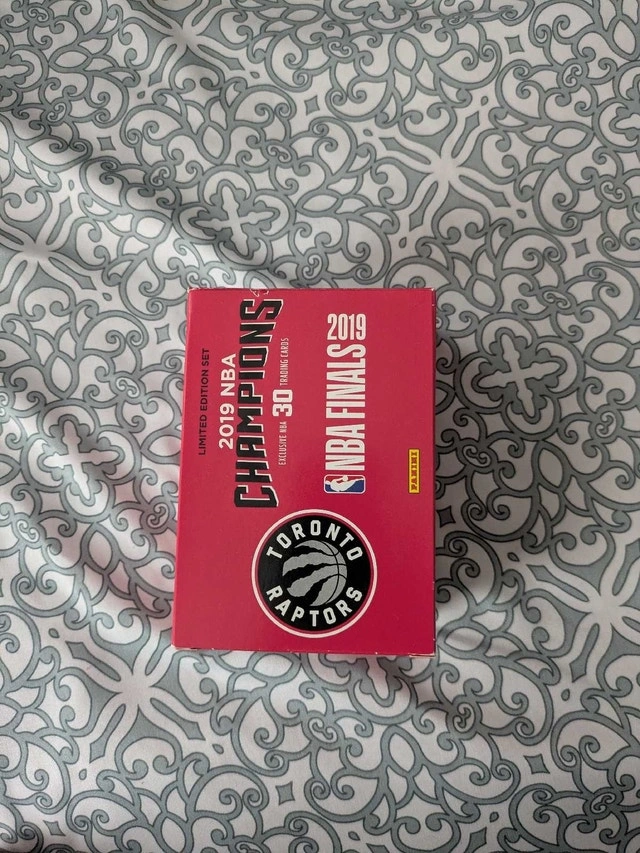 LIMITED EDITION SET
2019 NBA
CHAMPIONS
EXCLUSIVE NBA 30 TRADING CARDS
NBA FINALS 2019
PANINI
TORONTO
RAPTORS